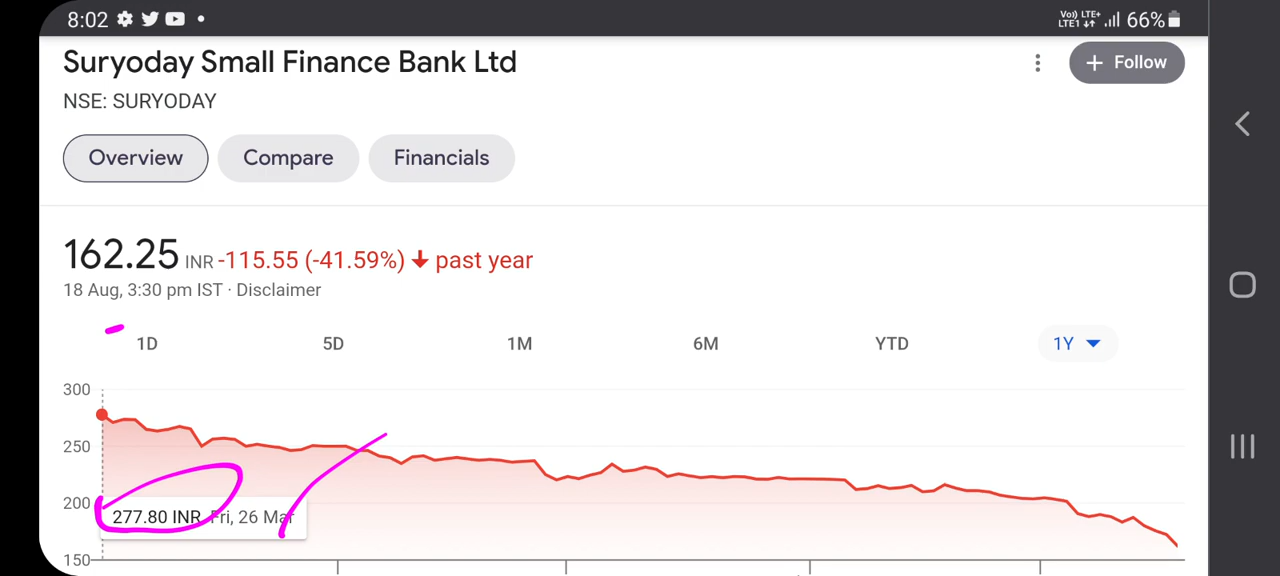 8:02
Vo) LTE+
LTE1
66%
Suryoday Small Finance Bank Ltd
+ Follow
NSE: SURYODAY
Overview
Compare
Financials
162.25 INR -115.55 (-41.59%) past year
18 Aug, 3:30 pm IST · Disclaimer
1D
5D
1M
6M
YTD
1Y
300
250
200
277.80 INR Fri, 26 Mar
150